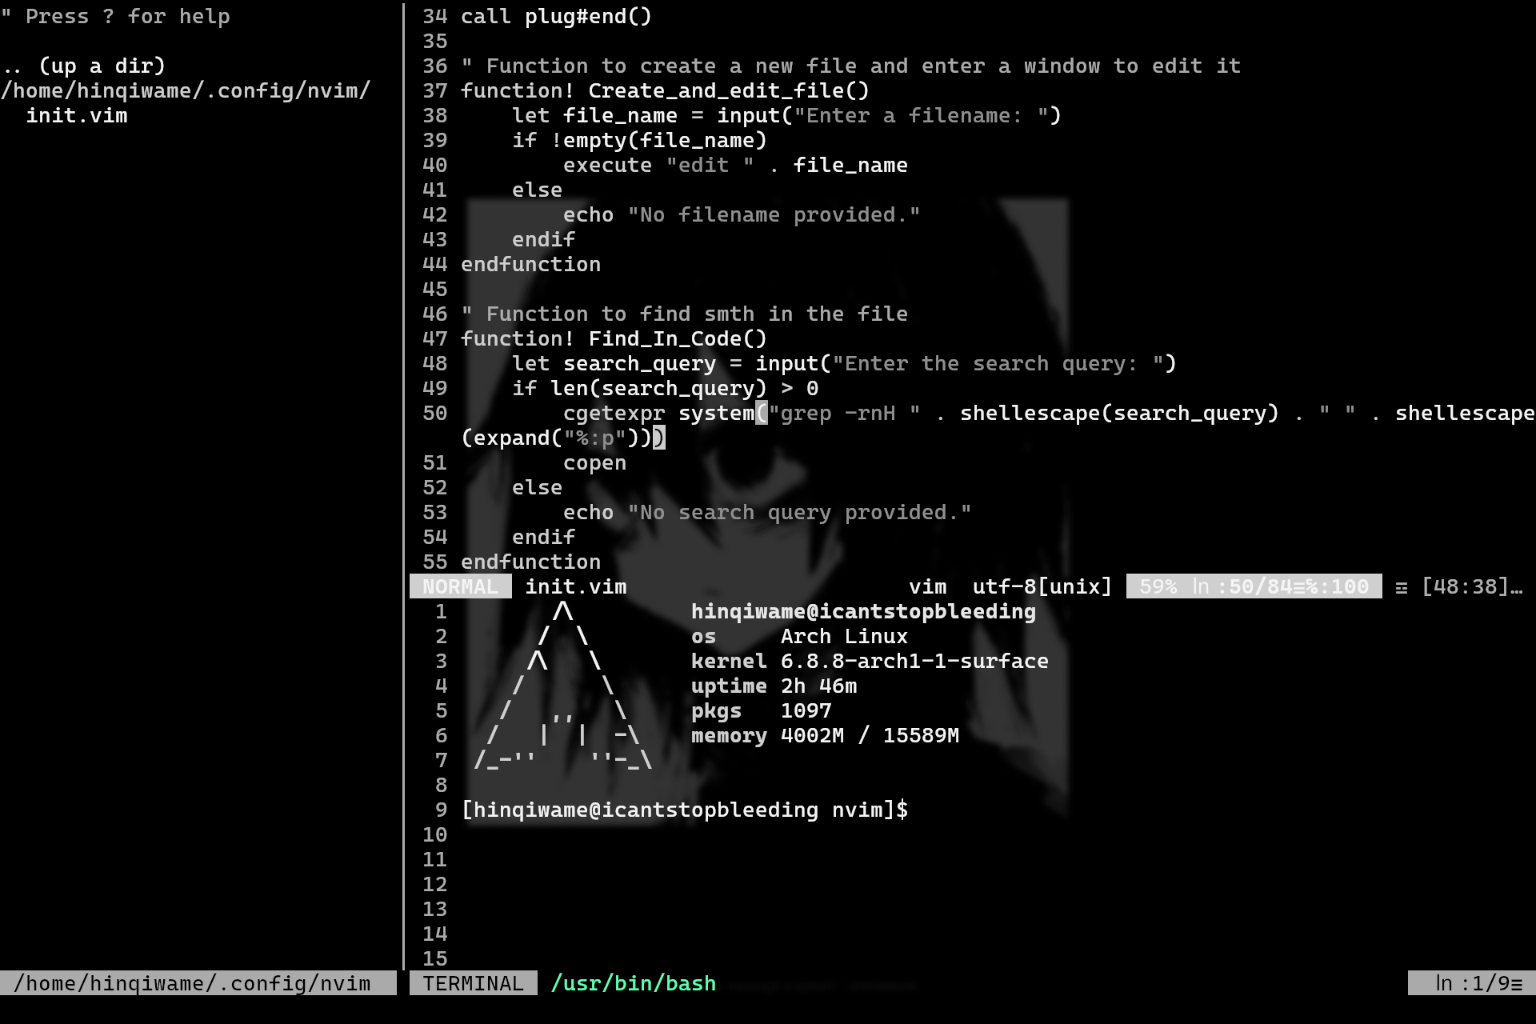 " Press ? for help
.. (up a dir)
/home/hinqiwame/.config/nvim/
init.vim
/home/hinqiwame/.config/nvim
34 call plug#end()
35
36 " Function to create a new file and enter a window to edit it
37 function! Create_and_edit_file()
38     let file_name = input("Enter a filename: ")
39     if !empty(file_name)
40         execute "edit " . file_name
41     else
42         echo "No filename provided."
43     endif
44 endfunction
45
46 " Function to find smth in the file
47 function! Find_In_Code()
48     let search_query = input("Enter the search query: ")
49     if len(search_query) > 0
50         cgetexpr system("grep -rnH " . shellescape(search_query) . " " . shellescape
(expand("%:p")))
51         copen
52     else
53         echo "No search query provided."
54     endif
55 endfunction
NORMAL init.vim vim utf-8[unix] 59% ln :50/84≡%:100 ☲ [48:38]…
1       /\          hinqiwame@icantstopbleeding
2      /  \         os      Arch Linux
3     /\   \        kernel 6.8.8-arch1-1-surface
4    /      \       uptime 2h 46m
5   /   ,,   \      pkgs   1097
6  /   |  |  -\     memory 4002M / 15589M
7 /_-''    ''-_\
8
9 [hinqiwame@icantstopbleeding nvim]$
10
11
12
13
14
15
TERMINAL /usr/bin/bash ln :1/9≡